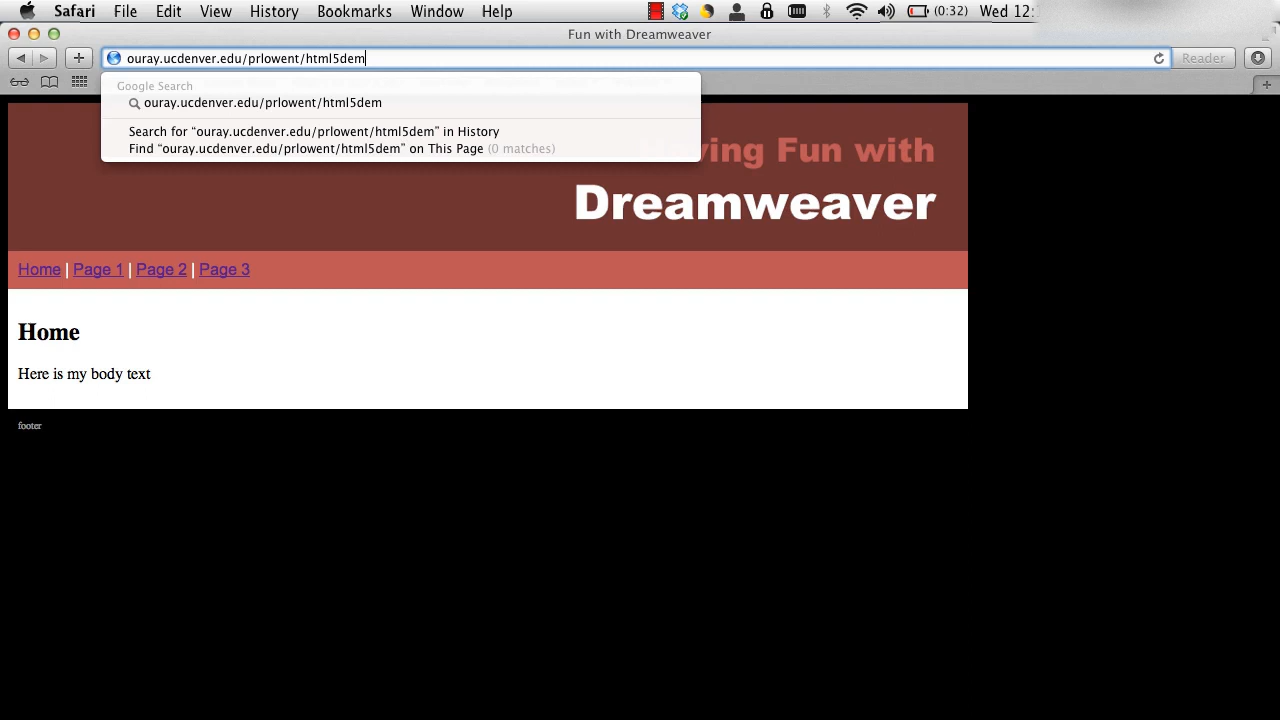 Safari File Edit View History Bookmarks Window Help (0:32) Wed 12:
Fun with Dreamweaver
ouray.ucdenver.edu/prlowent/html5dem Reader
Google Search
ouray.ucdenver.edu/prlowent/html5dem
Search for “ouray.ucdenver.edu/prlowent/html5dem” in History
Find “ouray.ucdenver.edu/prlowent/html5dem” on This Page (0 matches)
ving Fun with
Dreamweaver
Home | Page 1 | Page 2 | Page 3
Home
Here is my body text
footer